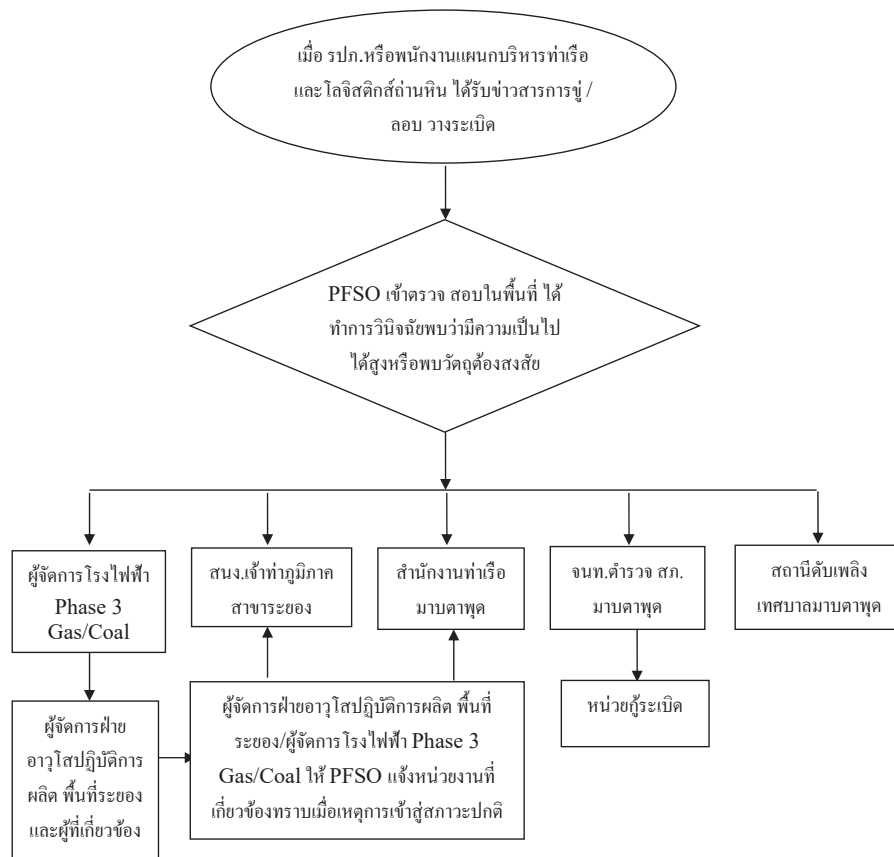 เมื่อ รปภ.หรือพนักงานแผนกบริหารท่าเรือ
และโลจิสติกส์ถ่านหิน ได้รับข่าวสารการขู่ /
ลอบ วางระเบิด
PFSO เข้าตรวจ สอบในพื้นที่ ได้
ทำการวินิจฉัยพบว่ามีความเป็นไป
ได้สูงหรือพบวัตถุต้องสงสัย
ผู้จัดการโรงไฟฟ้า
Phase 3
Gas/Coal
สนง.เจ้าท่าภูมิภาค
สาขาระยอง
สำนักงานท่าเรือ
มาบตาพุด
จนท.ตำรวจ สภ.
มาบตาพุด
สถานีดับเพลิง
เทศบาลมาบตาพุด
ผู้จัดการฝ่าย
อาวุโสปฏิบัติการ
ผลิต พื้นที่ระยอง
และผู้ที่เกี่ยวข้อง
ผู้จัดการฝ่ายอาวุโสปฏิบัติการผลิต พื้นที่
ระยอง/ผู้จัดการโรงไฟฟ้า Phase 3
Gas/Coal ให้ PFSO แจ้งหน่วยงานที่
เกี่ยวข้องทราบเมื่อเหตุการเข้าสู่สภาวะปกติ
หน่วยกู้ระเบิด